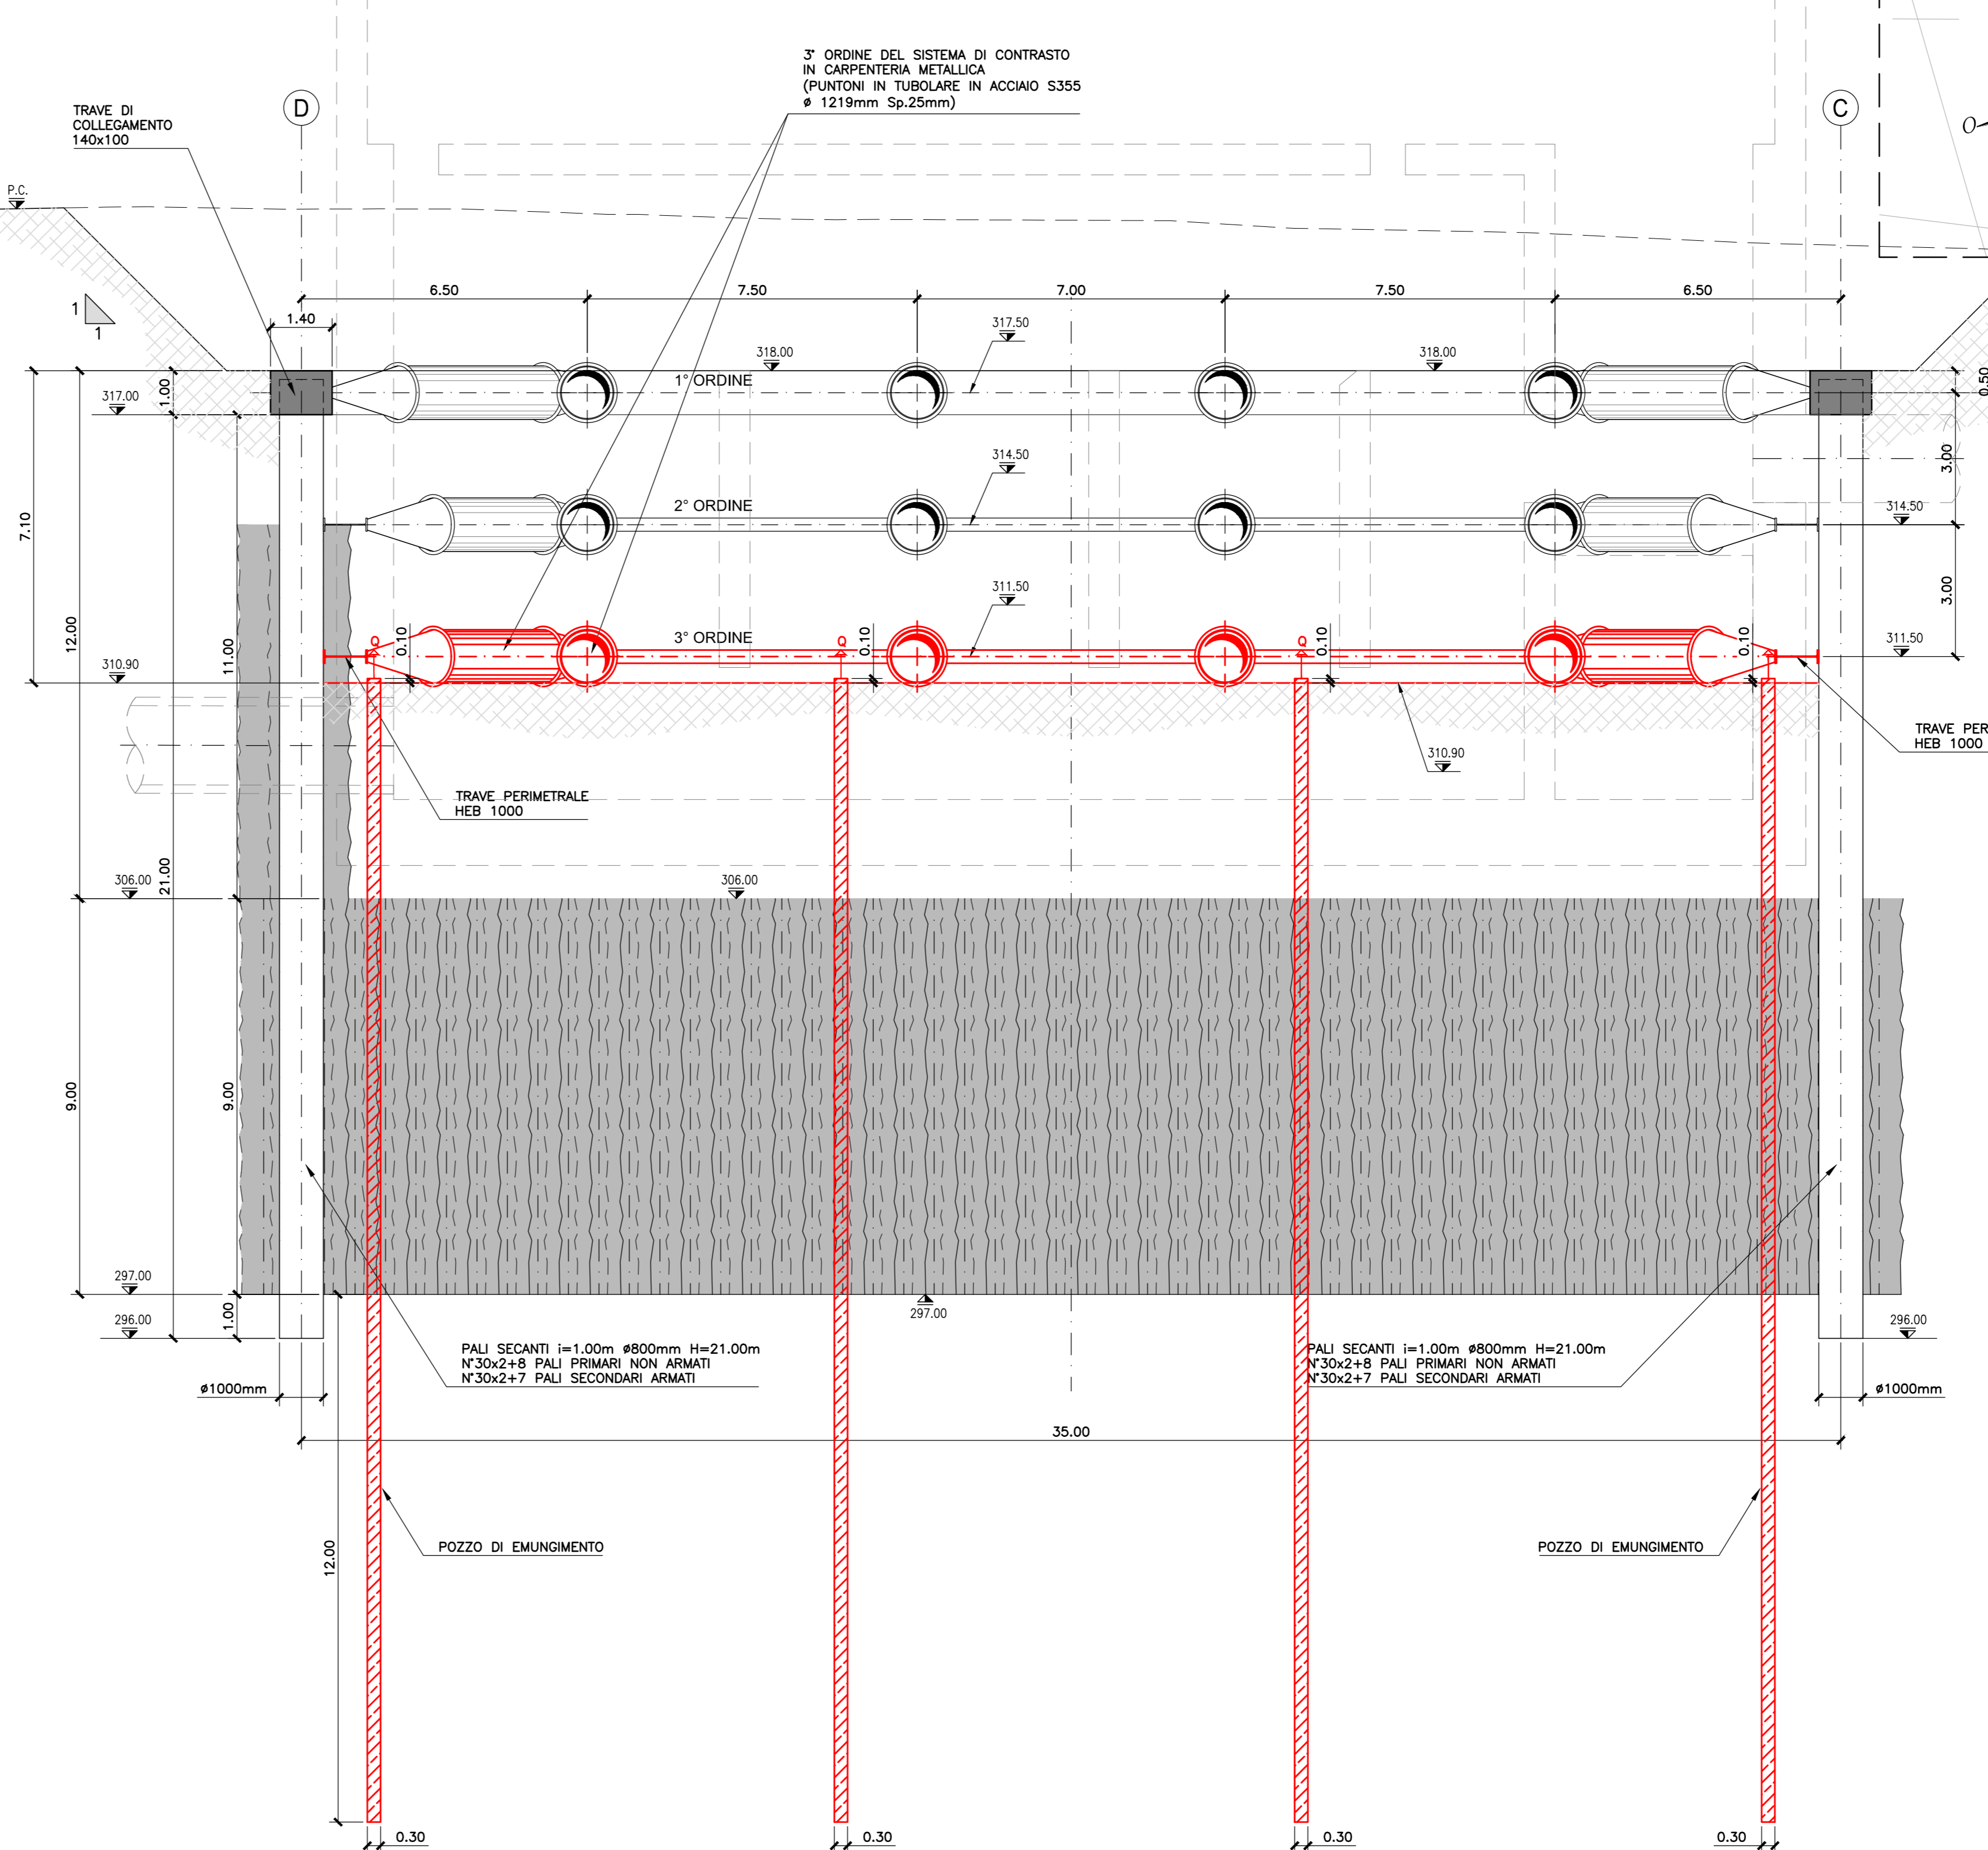 3° ORDINE DEL SISTEMA DI CONTRASTO
IN CARPENTERIA METALLICA
(PUNTONI IN TUBOLARE IN ACCIAIO S355
ø 1219mm Sp.25mm)
TRAVE DI
COLLEGAMENTO
140x100
D
C
O
P.C.
6.50
7.50
7.00
7.50
6.50
1
1
1.40
317.50
318.00
318.00
1° ORDINE
0.50
1.00
317.00
7.10
3.00
314.50
2° ORDINE
314.50
12.00
11.00
3.00
311.50
3° ORDINE
Q
0.10
Q
0.10
Q
0.10
0.10
311.50
310.90
310.90
TRAVE PER
HEB 1000
TRAVE PERIMETRALE
HEB 1000
306.00
21.00
306.00
9.00
9.00
297.00
297.00
1.00
296.00
296.00
PALI SECANTI i=1.00m ø800mm H=21.00m
N°30x2+8 PALI PRIMARI NON ARMATI
N°30x2+7 PALI SECONDARI ARMATI
PALI SECANTI i=1.00m ø800mm H=21.00m
N°30x2+8 PALI PRIMARI NON ARMATI
N°30x2+7 PALI SECONDARI ARMATI
ø1000mm
ø1000mm
35.00
12.00
POZZO DI EMUNGIMENTO
POZZO DI EMUNGIMENTO
0.30
0.30
0.30
0.30